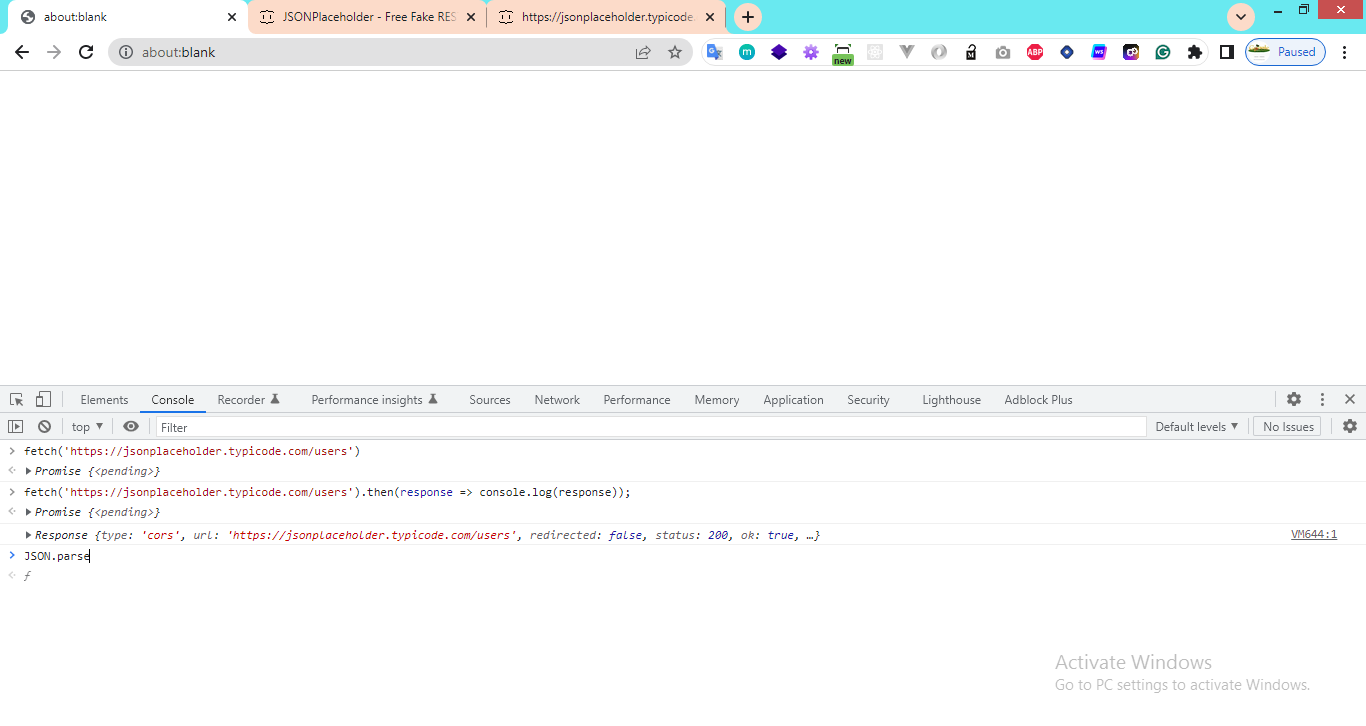 about:blank
JSONPlaceholder - Free Fake RES
https://jsonplaceholder.typicode.
about:blank
m
new
M
ABP
WS
G
Paused
Elements Console Recorder Performance insights Sources Network Performance Memory Application Security Lighthouse Adblock Plus
top ▼ Filter Default levels ▼ No Issues
> fetch('https://jsonplaceholder.typicode.com/users')
Promise {<pending>}
> fetch('https://jsonplaceholder.typicode.com/users').then(response => console.log(response));
Promise {<pending>}
Response {type: 'cors', url: 'https://jsonplaceholder.typicode.com/users', redirected: false, status: 200, ok: true, …} VM644:1
> JSON.parse
ƒ
Activate Windows
Go to PC settings to activate Windows.